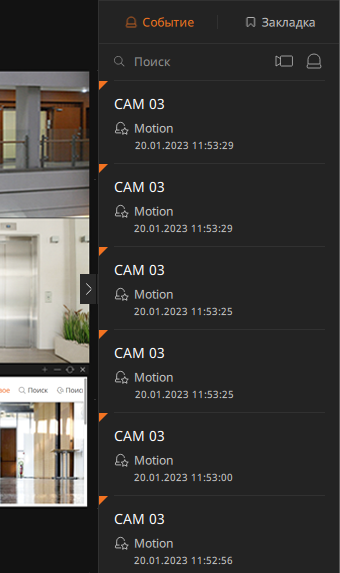 Событие
Закладка
Поиск
CAM 03
Motion
20.01.2023 11:53:29
CAM 03
Motion
20.01.2023 11:53:29
CAM 03
Motion
20.01.2023 11:53:25
CAM 03
Motion
20.01.2023 11:53:25
вое Поиск Поис
CAM 03
Motion
20.01.2023 11:53:00
CAM 03
Motion
20.01.2023 11:52:56